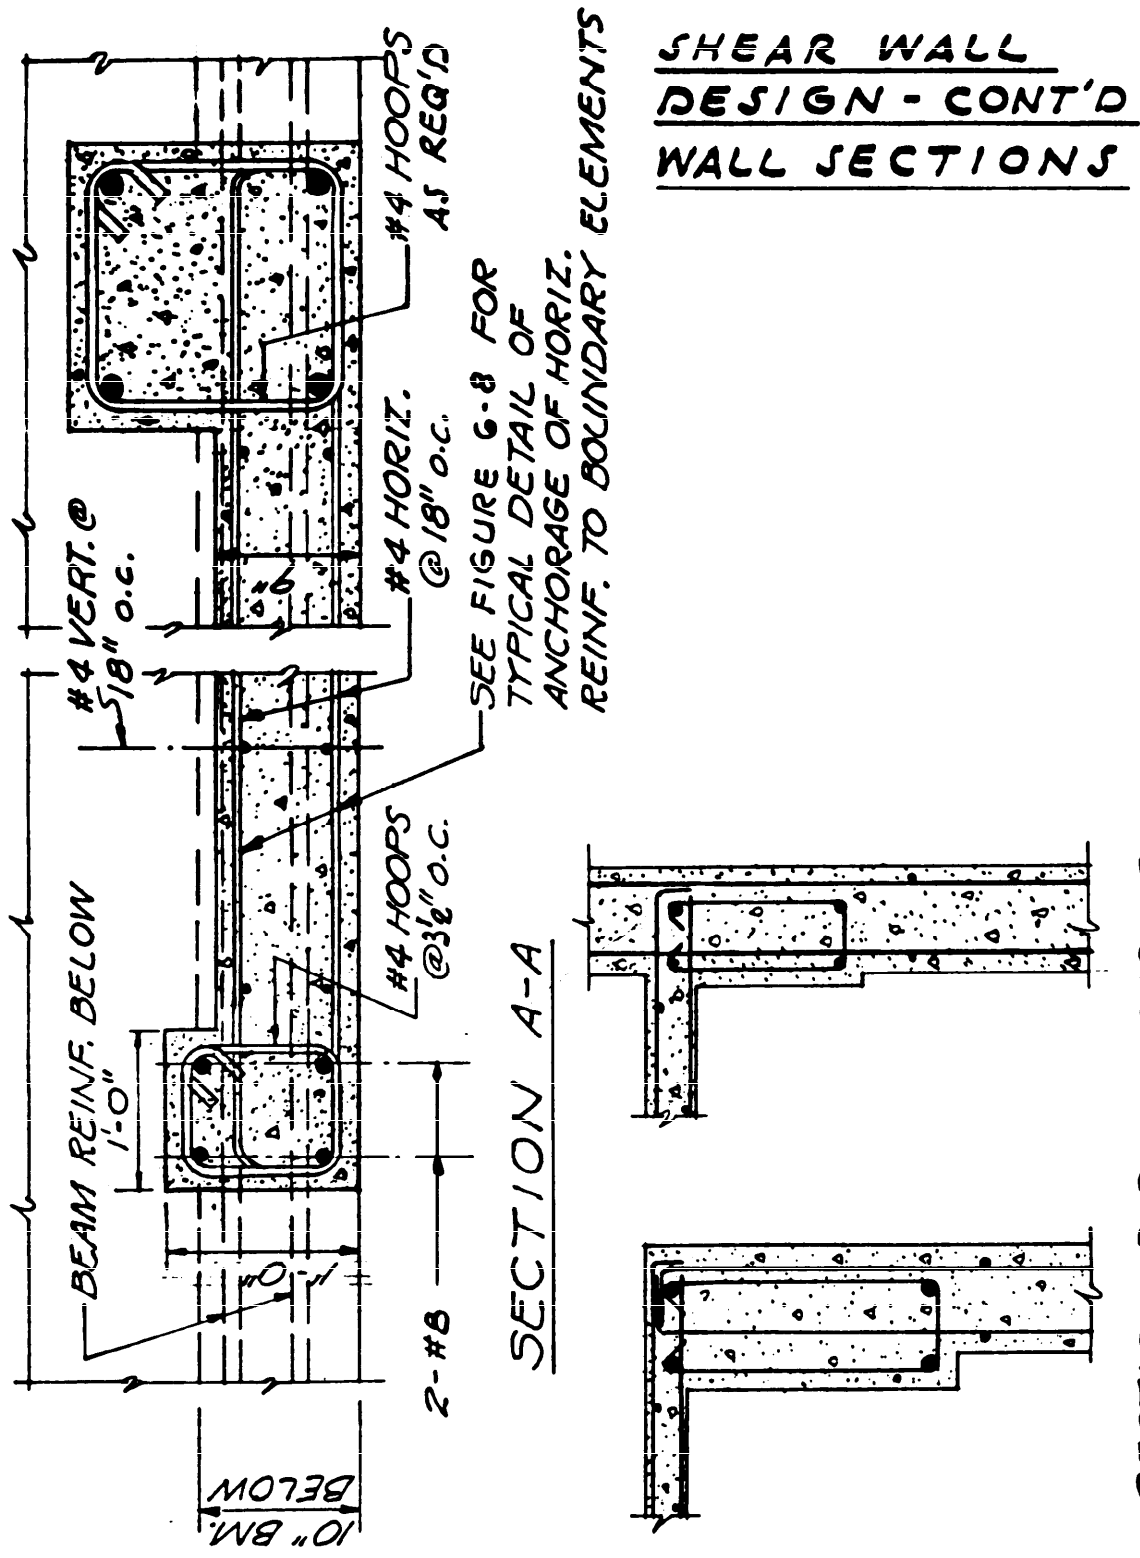 SHEAR WALL
DESIGN - CONT'D
WALL SECTIONS
#4 HOOPS
AS REQ'D
#4 VERT. @
18" O.C.
#4 HORIZ.
@ 18" O.C.
9"
SEE FIGURE 6-8 FOR
TYPICAL DETAIL OF
ANCHORAGE OF HORIZ.
REINF. TO BOUNDARY ELEMENTS
BEAM REINF. BELOW
1'-0"
#4 HOOPS
@3½" O.C.
1'-0"
2-#8
10" BM.
BELOW
SECTION A-A